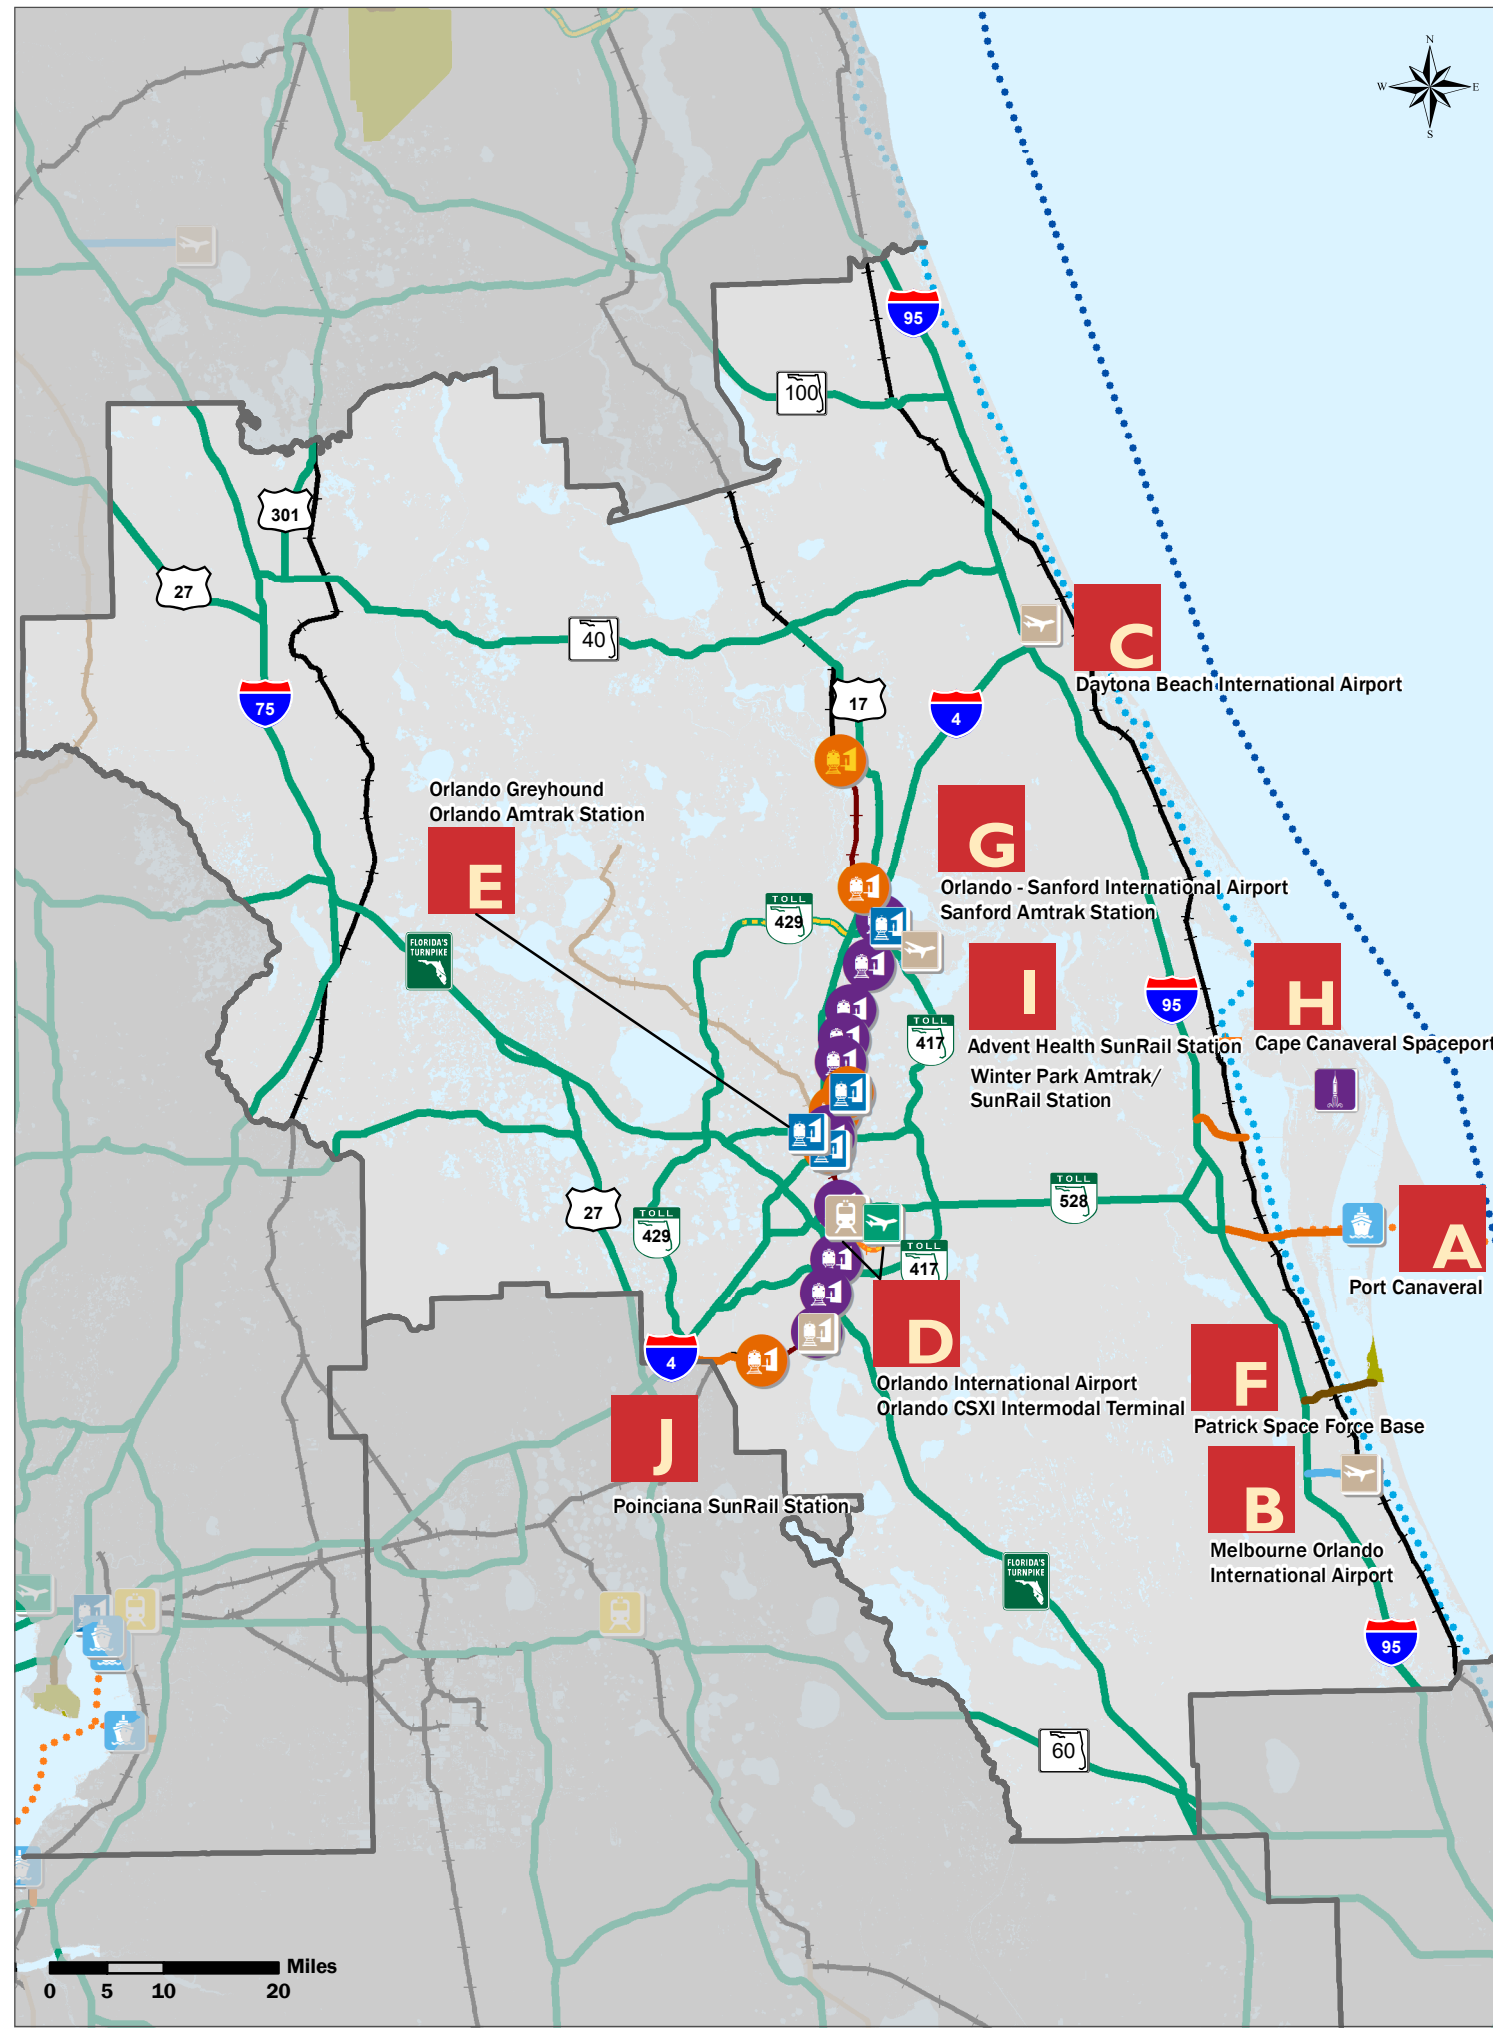 N
W
E
S
95
100
301
27
40
C
Daytona Beach International Airport
75
17
4
Orlando Greyhound
Orlando Amtrak Station
E
G
Orlando - Sanford International Airport
Sanford Amtrak Station
TOLL
429
FLORIDA'S
TURNPIKE
I
H
95
TOLL
417
Advent Health SunRail Station
Cape Canaveral Spaceport
Winter Park Amtrak/
SunRail Station
27
TOLL
429
TOLL
528
A
Port Canaveral
TOLL
417
D
4
F
Orlando International Airport
Orlando CSXI Intermodal Terminal
Patrick Space Force Base
J
Poinciana SunRail Station
B
Melbourne Orlando
International Airport
FLORIDA'S
TURNPIKE
95
60
Miles
0 5 10 20